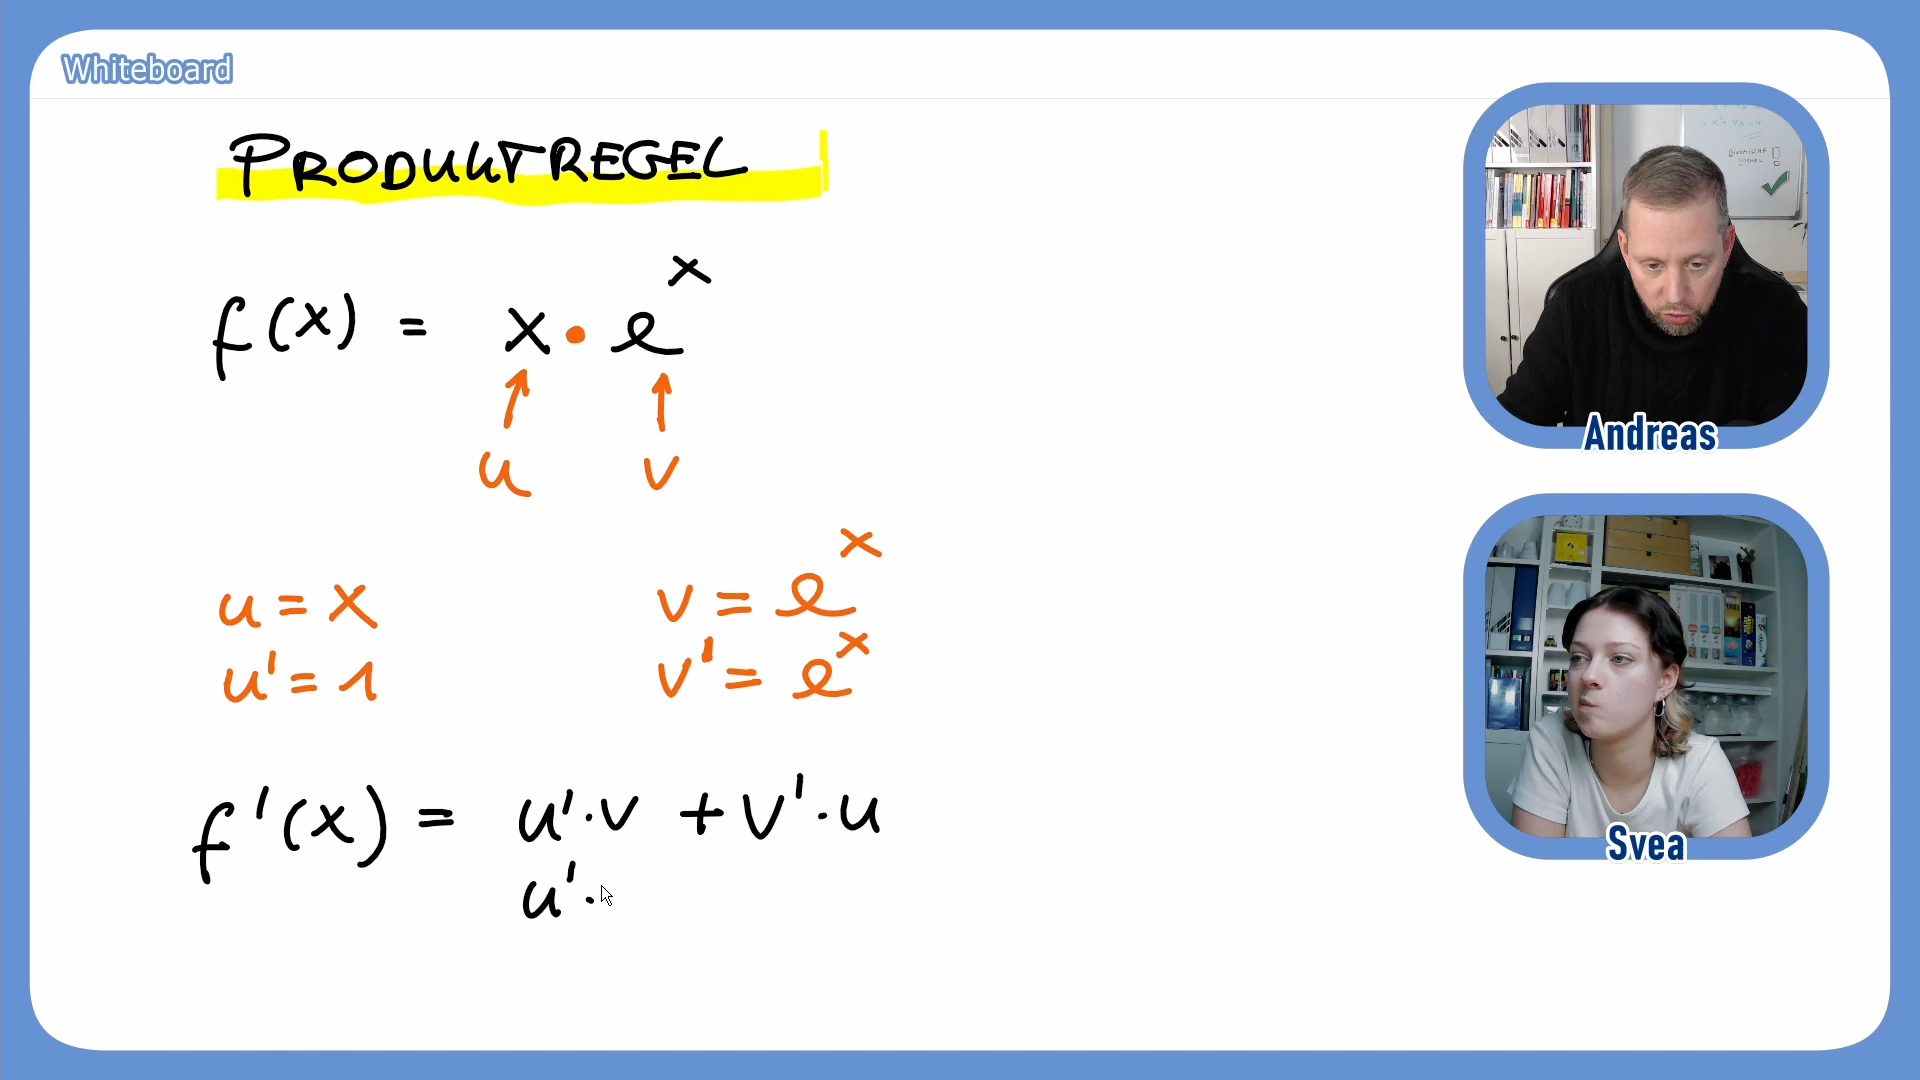 Whiteboard
PRODUKTREGEL
f(x) = x • e^x
u v
u = x v = e^x
u' = 1 v' = e^x
f'(x) = u'·v + v'·u
u'·
Andreas
Svea